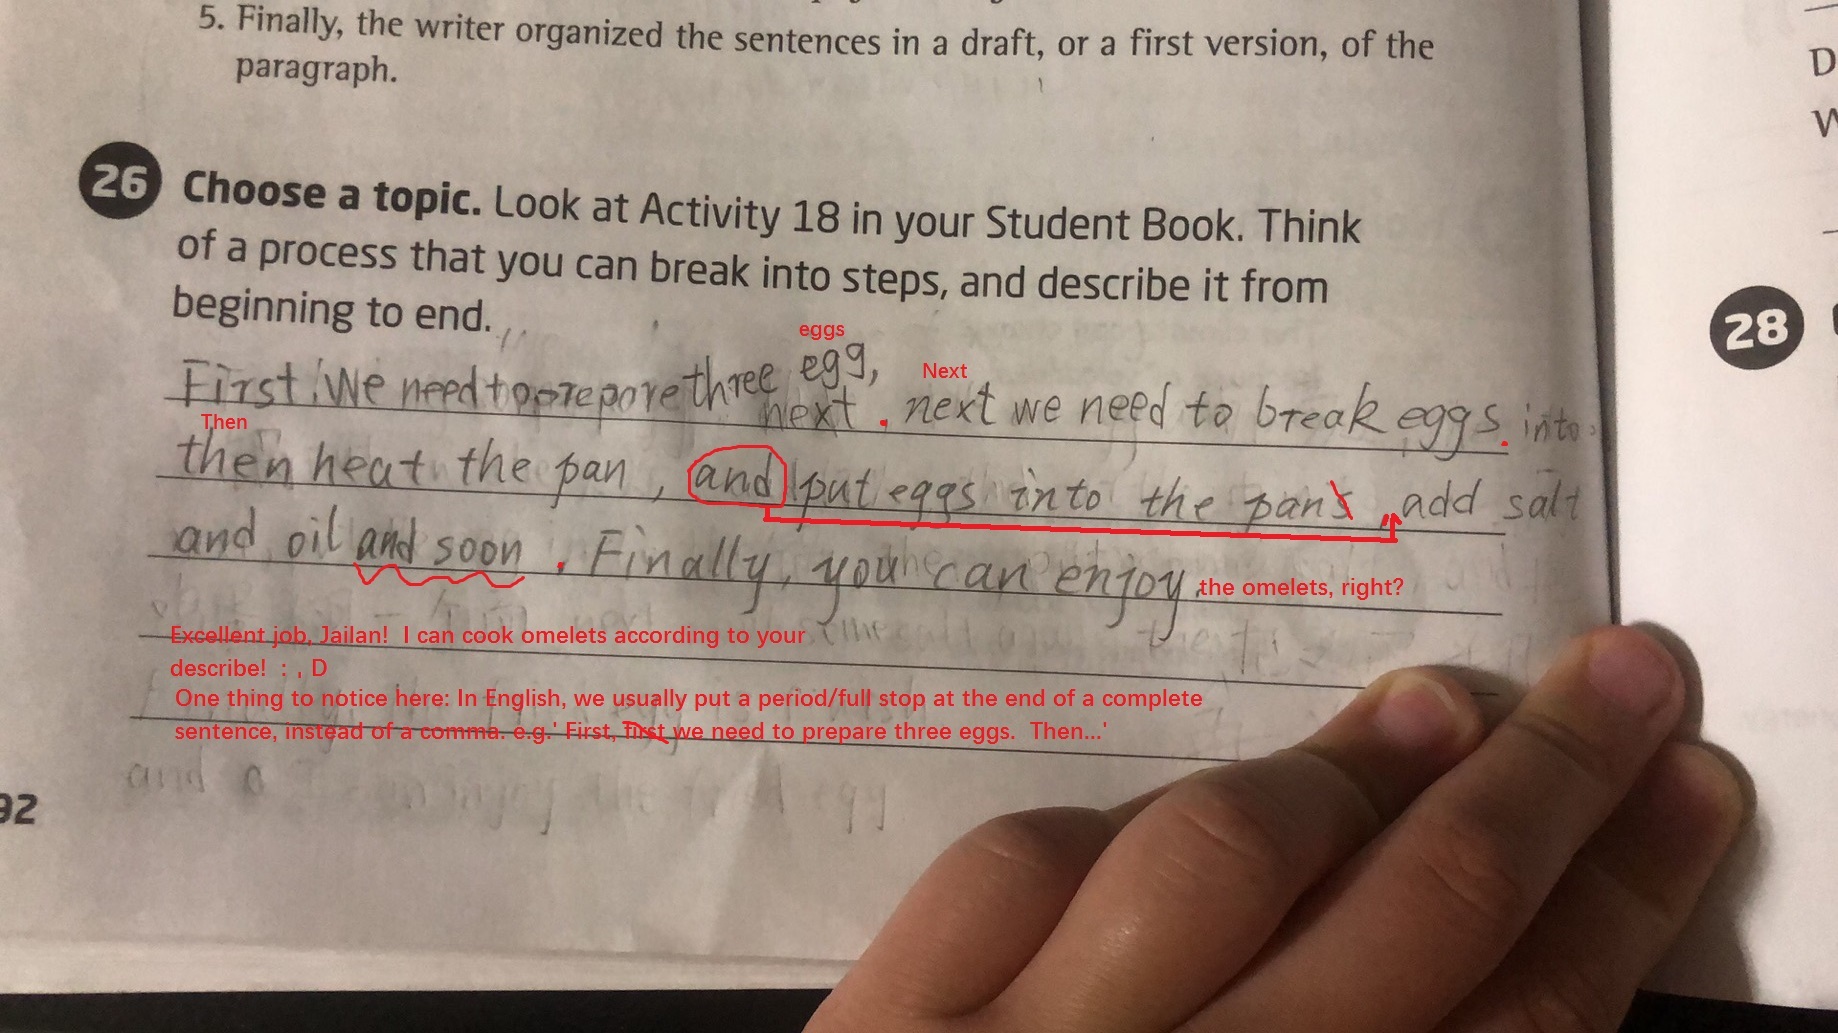 5. Finally, the writer organized the sentences in a draft, or a first version, of the
paragraph.
26 Choose a topic. Look at Activity 18 in your Student Book. Think
of a process that you can break into steps, and describe it from
beginning to end.
eggs
First we need to prepore three egg,
Next
next . next we need to break eggs. into
Then
then heat the pan, and put eggs into the pans, add salt
and oil and soon . Finally, you can enjoy. the omelets, right?
Excellent job, Jailan! I can cook omelets according to your
describe! : , D
One thing to notice here: In English, we usually put a period/full stop at the end of a complete
sentence, instead of a comma. e.g.' First, first we need to prepare three eggs. Then...'
and egg
92
28
D
W